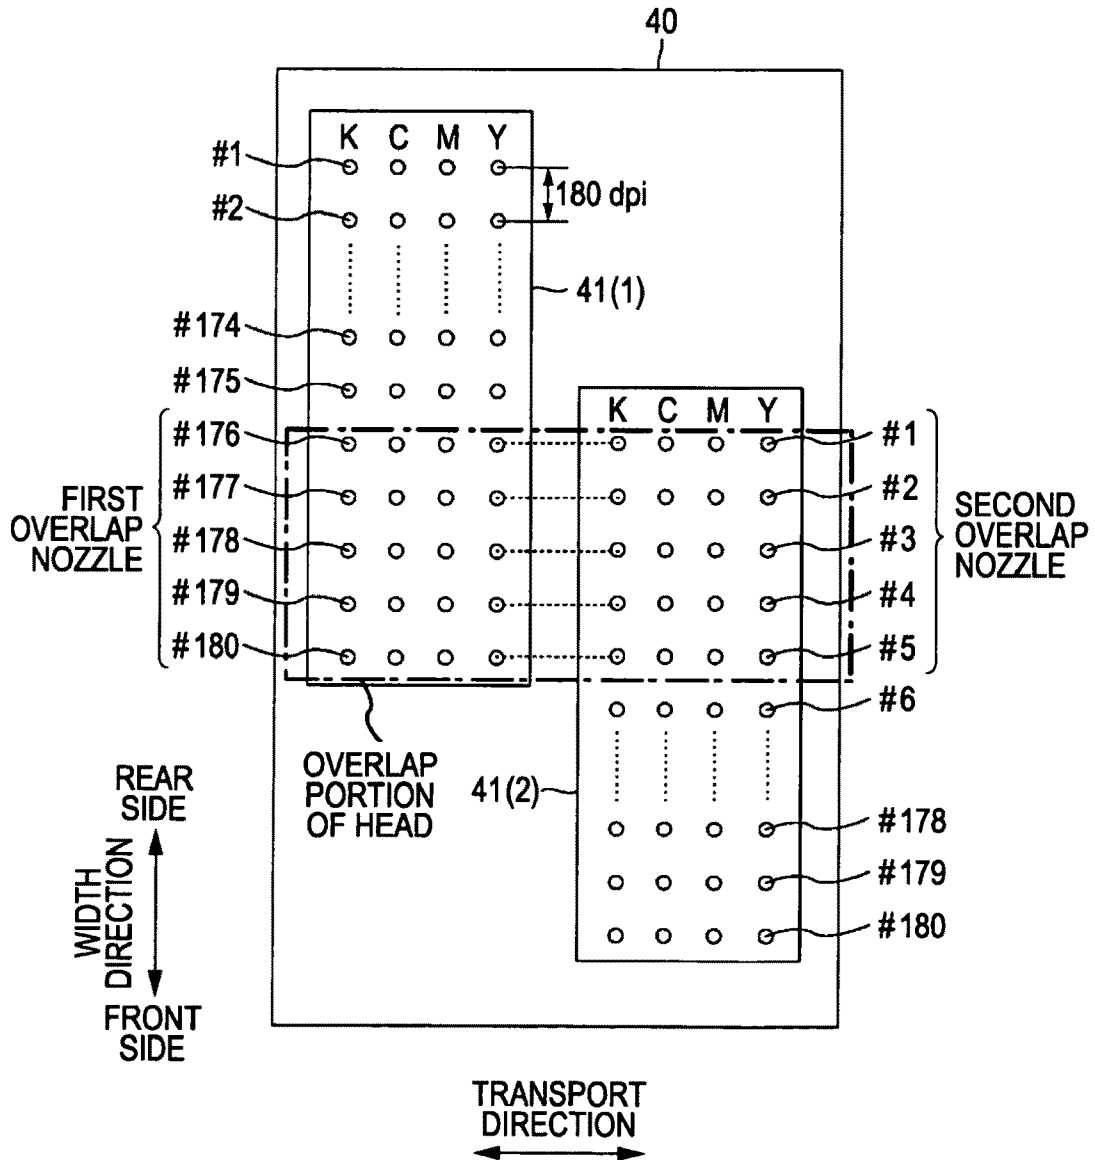 40
K C M Y
#1
#2
180 dpi
41(1)
#174
#175
K C M Y
#176
#177
#178
#179
#180
FIRST
OVERLAP
NOZZLE
#1
#2
#3
#4
#5
SECOND
OVERLAP
NOZZLE
#6
OVERLAP
PORTION
OF HEAD
41(2)
#178
#179
#180
REAR
SIDE
WIDTH
DIRECTION
FRONT
SIDE
TRANSPORT
DIRECTION